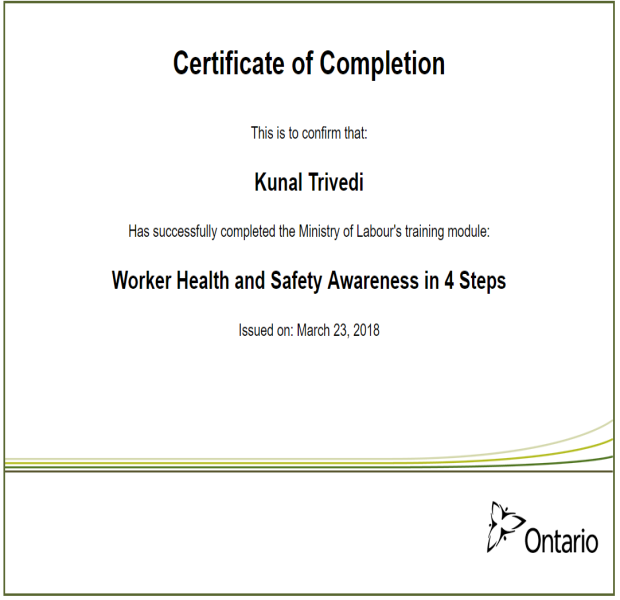 Certificate of Completion
This is to confirm that:
Kunal Trivedi
Has successfully completed the Ministry of Labour's training module:
Worker Health and Safety Awareness in 4 Steps
Issued on: March 23, 2018
Ontario